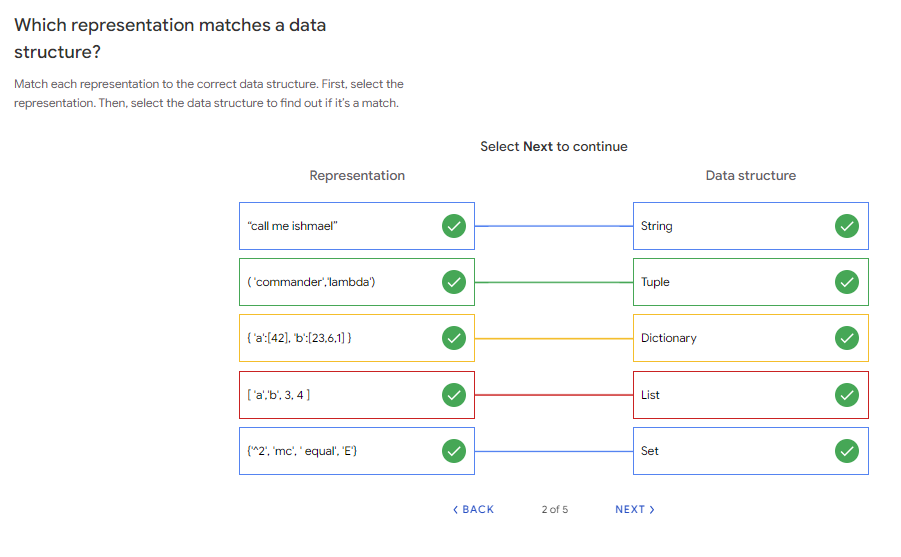 Which representation matches a data
structure?
Match each representation to the correct data structure. First, select the
representation. Then, select the data structure to find out if it's a match.
Select Next to continue
Representation
Data structure
“call me ishmael”
String
( 'commander','lambda')
Tuple
{ 'a':[42], 'b':[23,6,1] }
Dictionary
[ 'a','b', 3, 4 ]
List
{'^2', 'mc', ' equal', 'E'}
Set
BACK
2 of 5
NEXT